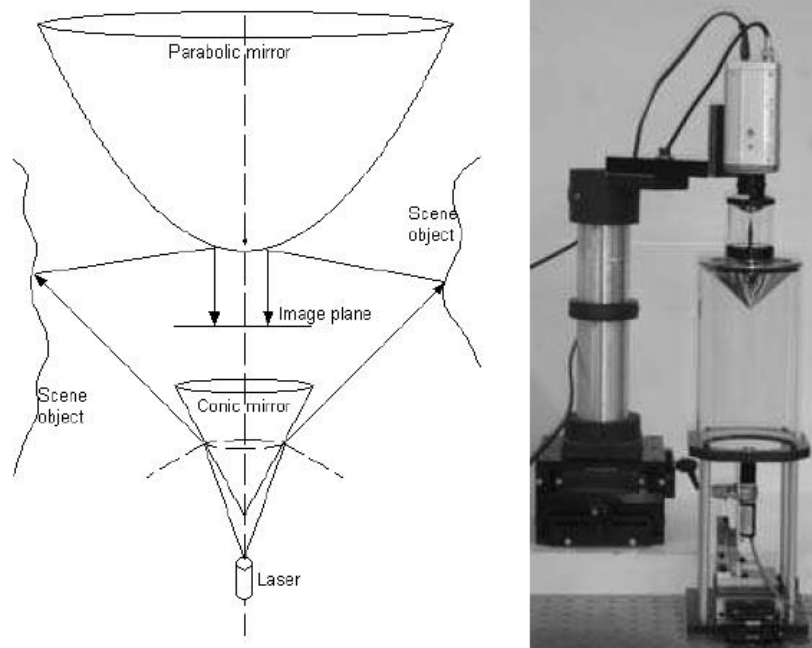 Parabolic mirror
Scene
object
Image plane
Scene
object
Conic mirror
Laser